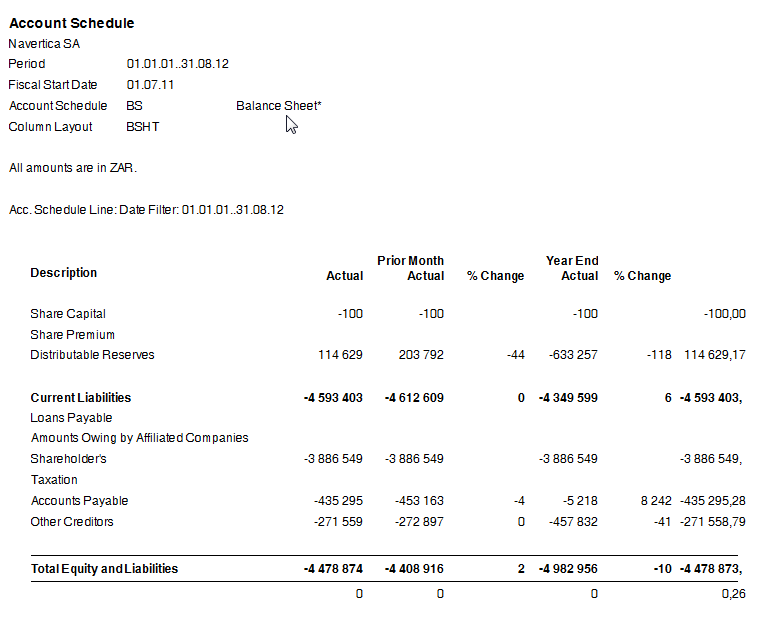 Account Schedule
Navertica SA
Period 01.01.01..31.08.12
Fiscal Start Date 01.07.11
Account Schedule BS Balance Sheet*
Column Layout BSHT
All amounts are in ZAR.
Acc. Schedule Line: Date Filter: 01.01.01..31.08.12
Prior Month Year End
Description Actual Actual % Change Actual % Change
Share Capital -100 -100 -100 -100,00
Share Premium
Distributable Reserves 114 629 203 792 -44 -633 257 -118 114 629,17
Current Liabilities -4 593 403 -4 612 609 0 -4 349 599 6 -4 593 403,
Loans Payable
Amounts Owing by Affiliated Companies
Shareholder's -3 886 549 -3 886 549 -3 886 549 -3 886 549,
Taxation
Accounts Payable -435 295 -453 163 -4 -5 218 8 242 -435 295,28
Other Creditors -271 559 -272 897 0 -457 832 -41 -271 558,79
Total Equity and Liabilities -4 478 874 -4 408 916 2 -4 982 956 -10 -4 478 873,
0 0 0 0,26